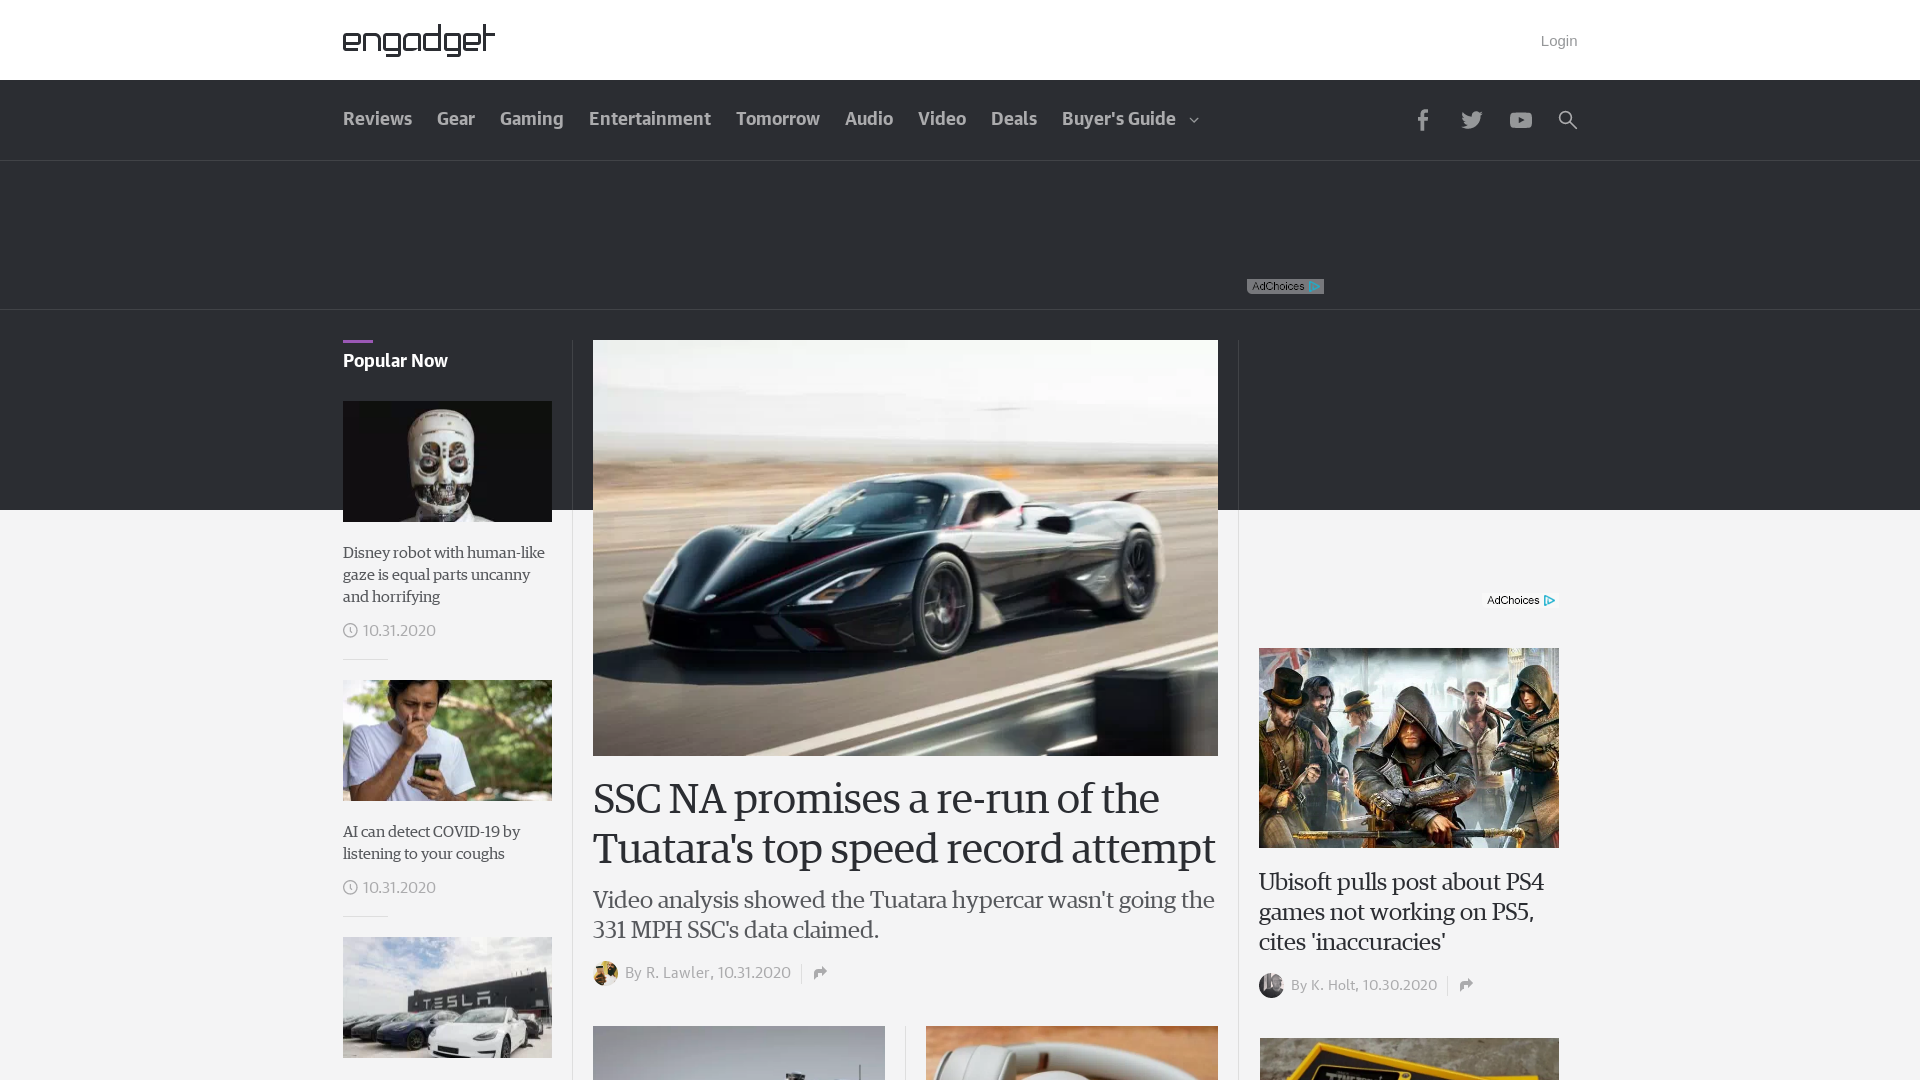 engadget
Login
Reviews
Gear
Gaming
Entertainment
Tomorrow
Audio
Video
Deals
Buyer's Guide
AdChoices
Popular Now
Disney robot with human-like
gaze is equal parts uncanny
and horrifying
10.31.2020
AI can detect COVID-19 by
listening to your coughs
10.31.2020
TESLA
SSC NA promises a re-run of the
Tuatara's top speed record attempt
Video analysis showed the Tuatara hypercar wasn't going the
331 MPH SSC's data claimed.
By R. Lawler, 10.31.2020
AdChoices
Ubisoft pulls post about PS4
games not working on PS5,
cites 'inaccuracies'
By K. Holt, 10.30.2020